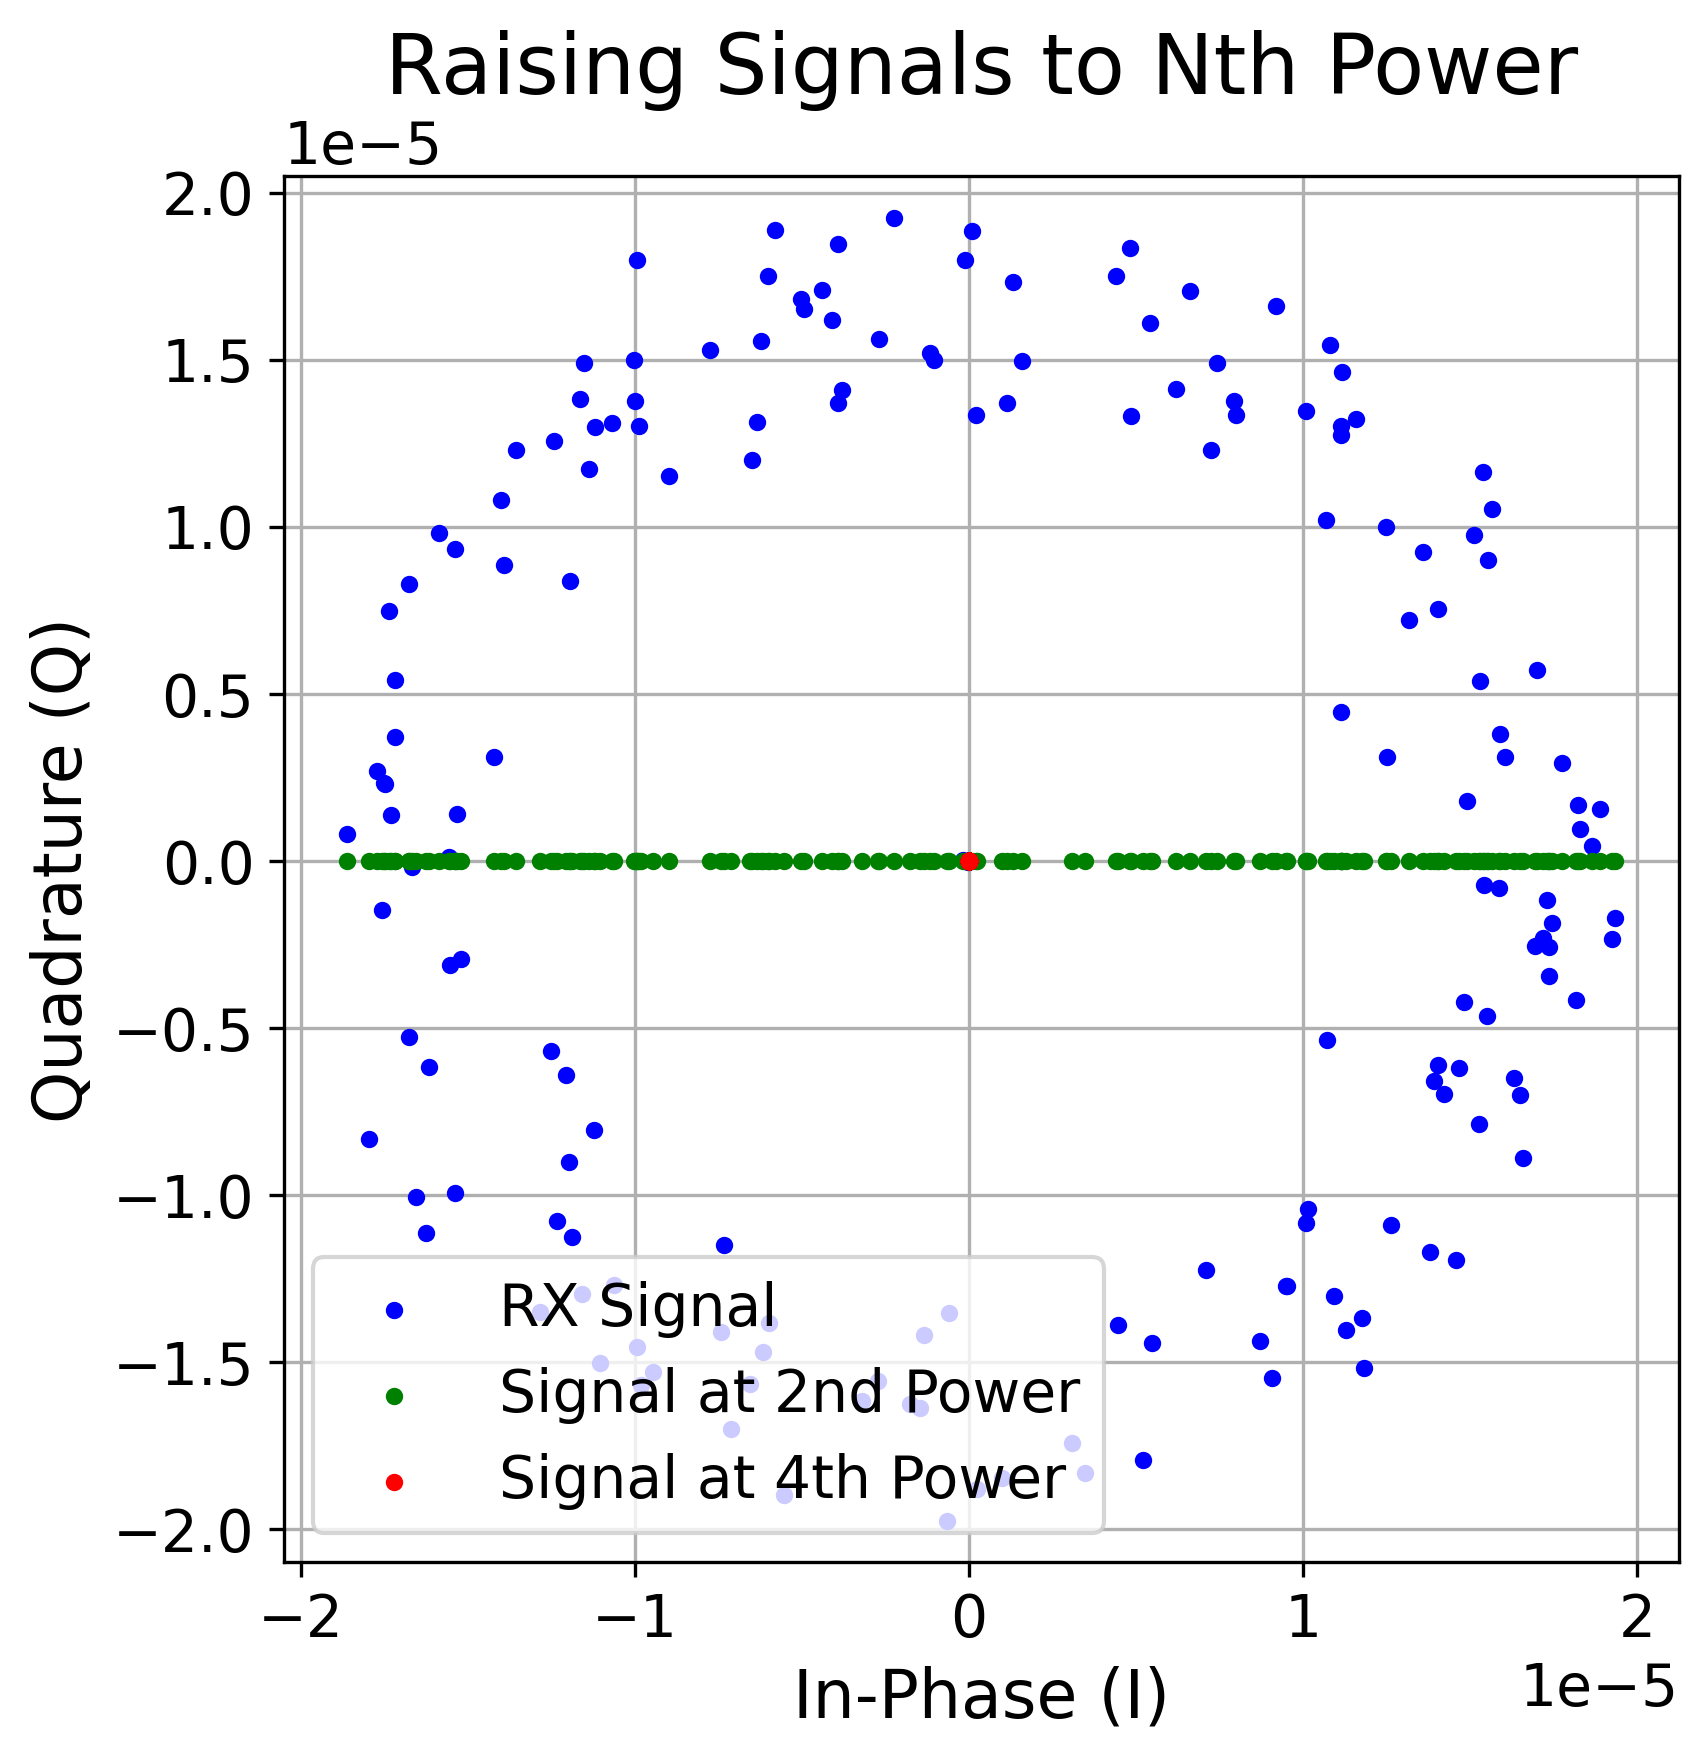 Raising Signals to Nth Power
1e−5
2.0
1.5
1.0
0.5
0.0
−0.5
−1.0
−1.5
−2.0
Quadrature (Q)
RX Signal
Signal at 2nd Power
Signal at 4th Power
−2 −1 0 1 2
1e−5
In-Phase (I)